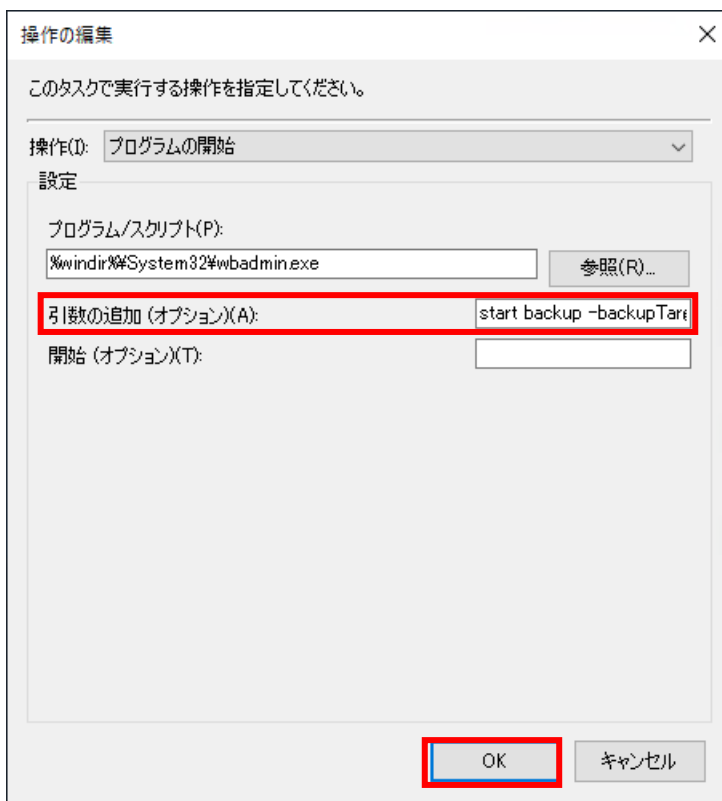 操作の編集
このタスクで実行する操作を指定してください。
操作(I): プログラムの開始
設定
プログラム/スクリプト(P):
%windir%¥System32¥wbadmin.exe 参照(R)...
引数の追加 (オプション)(A): start backup -backupTar
開始 (オプション)(T):
OK キャンセル